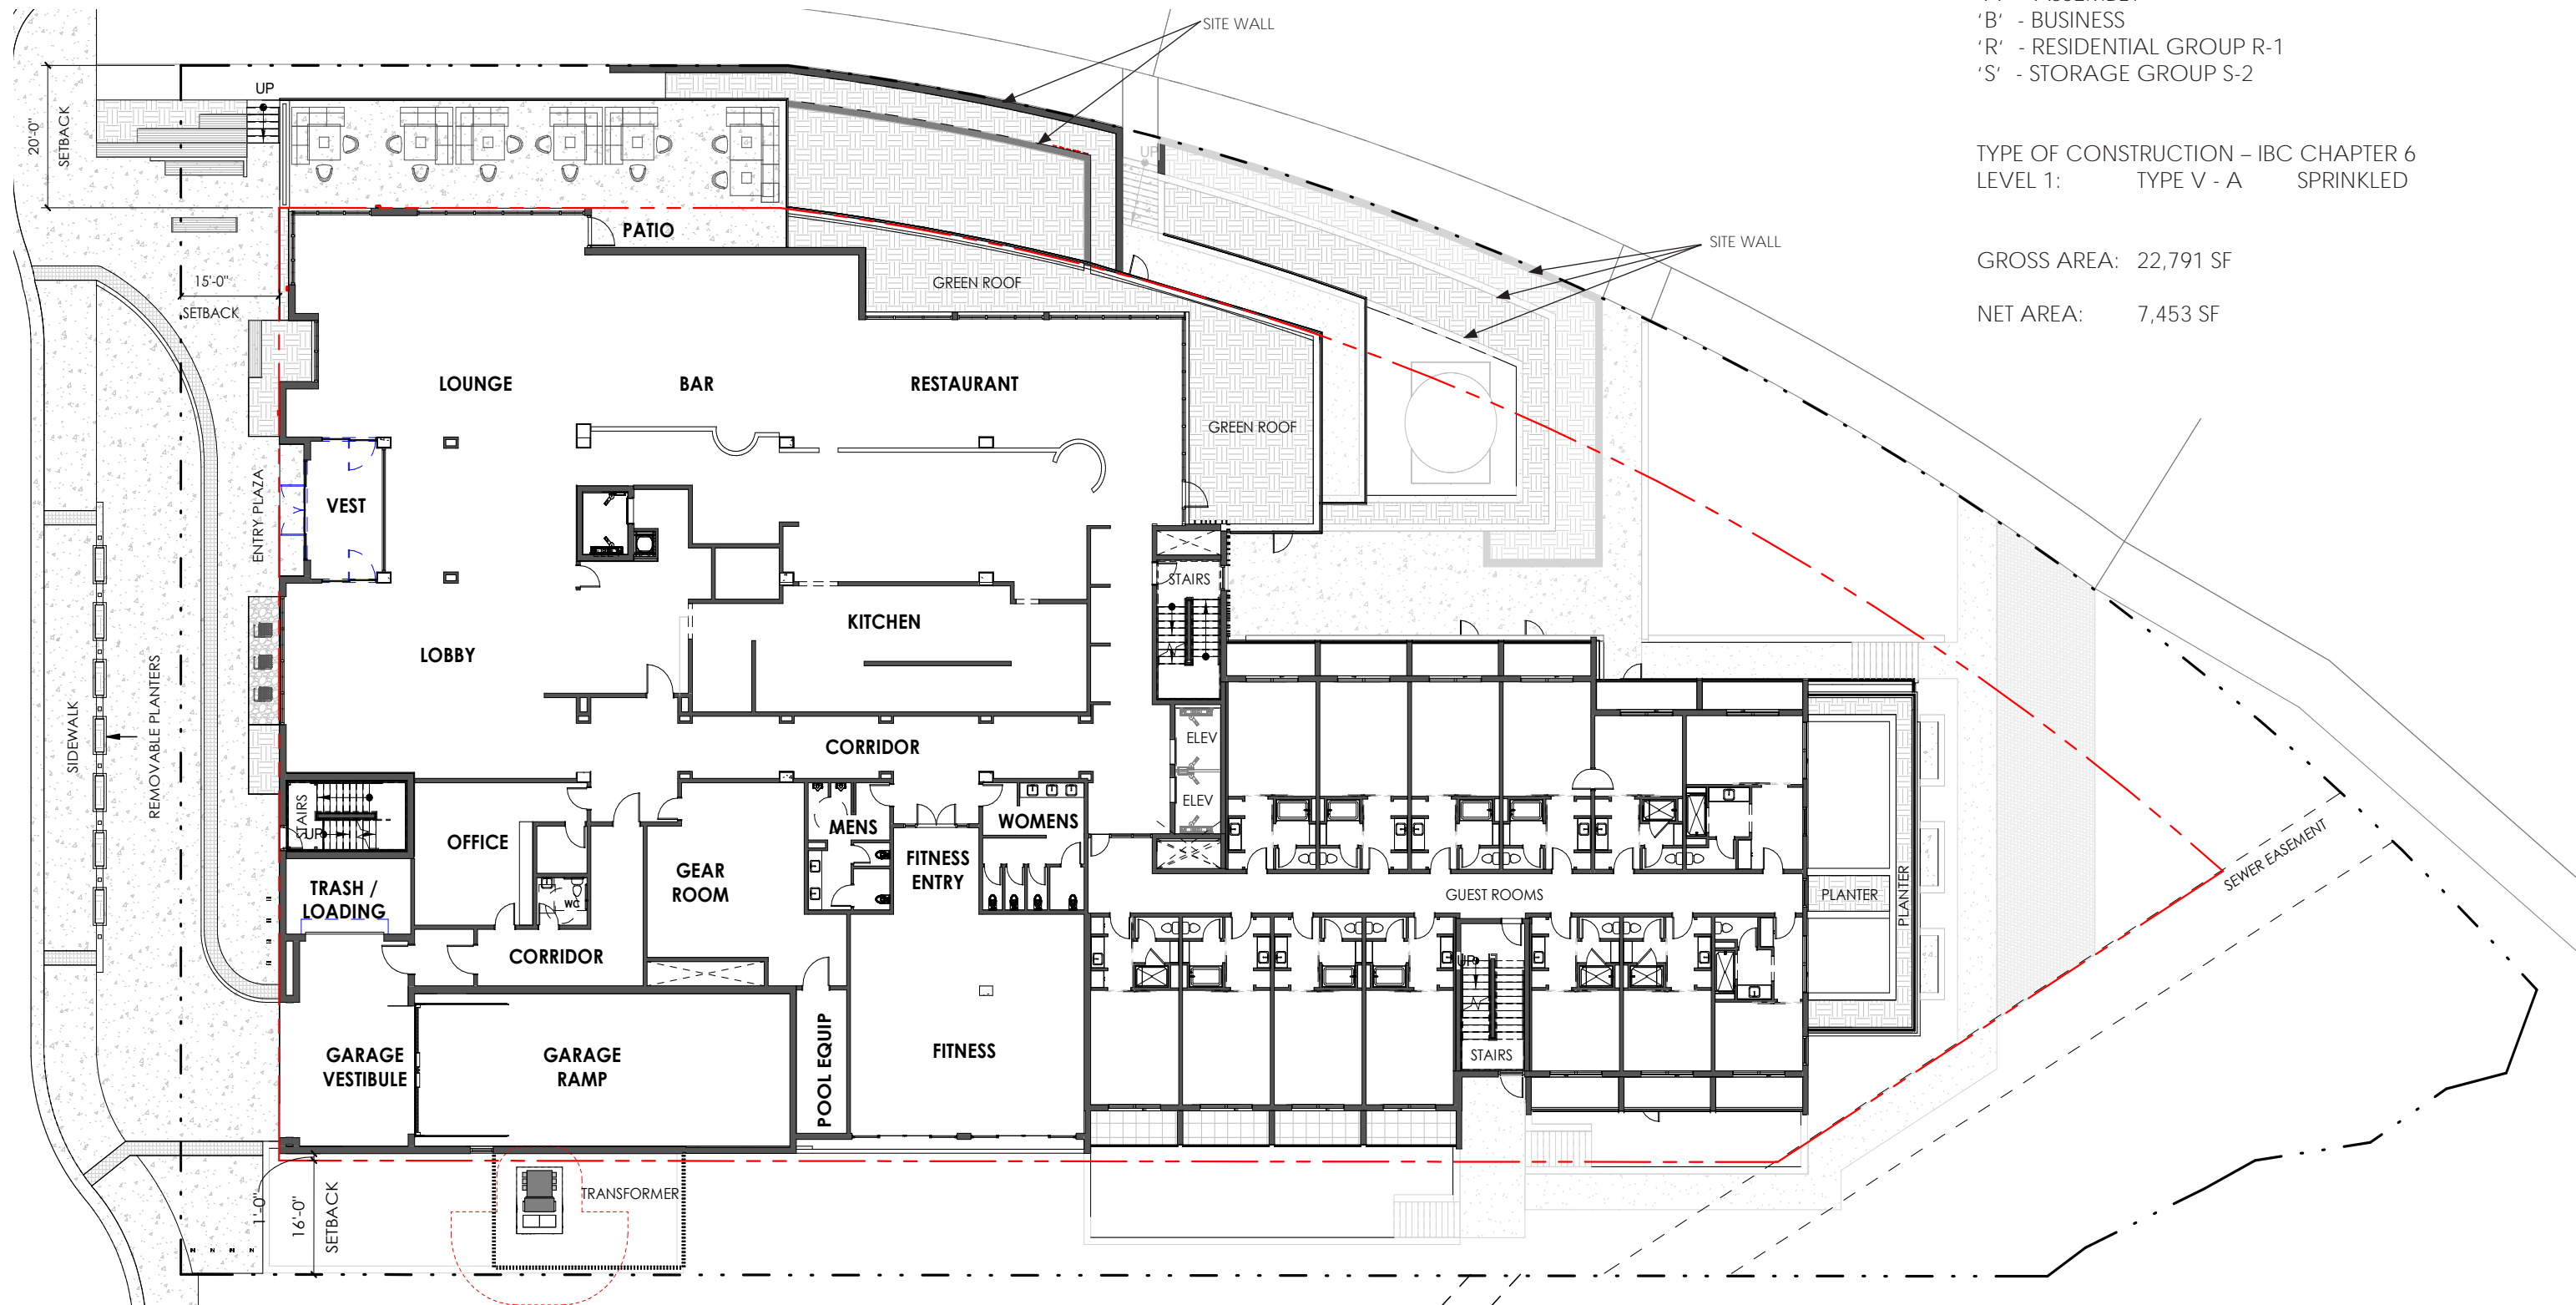 'B' - BUSINESS
'R' - RESIDENTIAL GROUP R-1
'S' - STORAGE GROUP S-2
TYPE OF CONSTRUCTION – IBC CHAPTER 6
LEVEL 1: TYPE V - A SPRINKLED
GROSS AREA: 22,791 SF
NET AREA: 7,453 SF
SITE WALL
UP
20'-0"
SETBACK
UP
PATIO
SITE WALL
15'-0"
SETBACK
GREEN ROOF
LOUNGE
BAR
RESTAURANT
GREEN ROOF
ENTRY PLAZA
VEST
STAIRS
KITCHEN
LOBBY
SIDEWALK
REMOVABLE PLANTERS
CORRIDOR
ELEV
ELEV
STAIRS
UP
OFFICE
MENS
WOMENS
FITNESS
ENTRY
GEAR
ROOM
TRASH /
LOADING
WC
GUEST ROOMS
PLANTER
PLANTER
SEWER EASEMENT
CORRIDOR
UP
STAIRS
GARAGE
VESTIBULE
GARAGE
RAMP
POOL EQUIP
FITNESS
TRANSFORMER
1'-0"
16'-0"
SETBACK